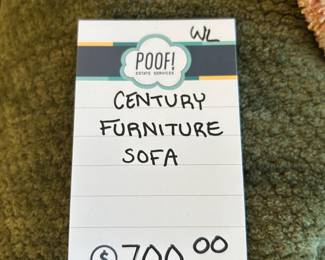 WL
POOF!
ESTATE SERVICES
CENTURY
FURNITURE
SOFA
$ 700.00